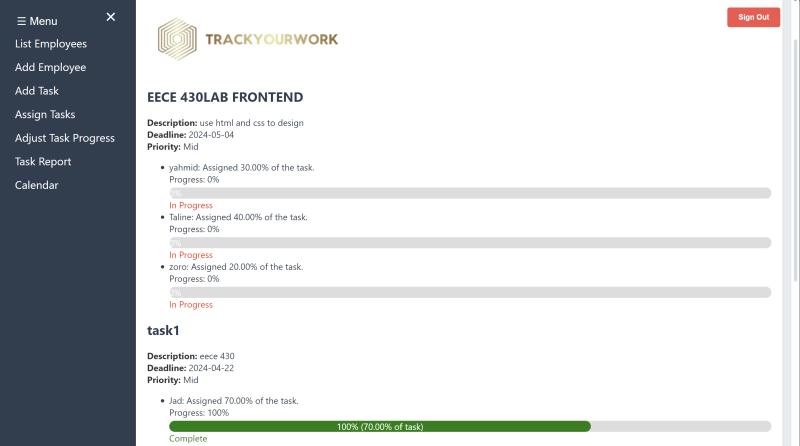 ☰ Menu ✕
List Employees
Add Employee
Add Task
Assign Tasks
Adjust Task Progress
Task Report
Calendar
TRACKYOURWORK
Sign Out
EECE 430LAB FRONTEND
Description: use html and css to design
Deadline: 2024-05-04
Priority: Mid
• yahmid: Assigned 30.00% of the task.
Progress: 0%
In Progress
• Taline: Assigned 40.00% of the task.
Progress: 0%
In Progress
• zoro: Assigned 20.00% of the task.
Progress: 0%
In Progress
task1
Description: eece 430
Deadline: 2024-04-22
Priority: Mid
• Jad: Assigned 70.00% of the task.
Progress: 100%
100% (70.00% of task)
Complete